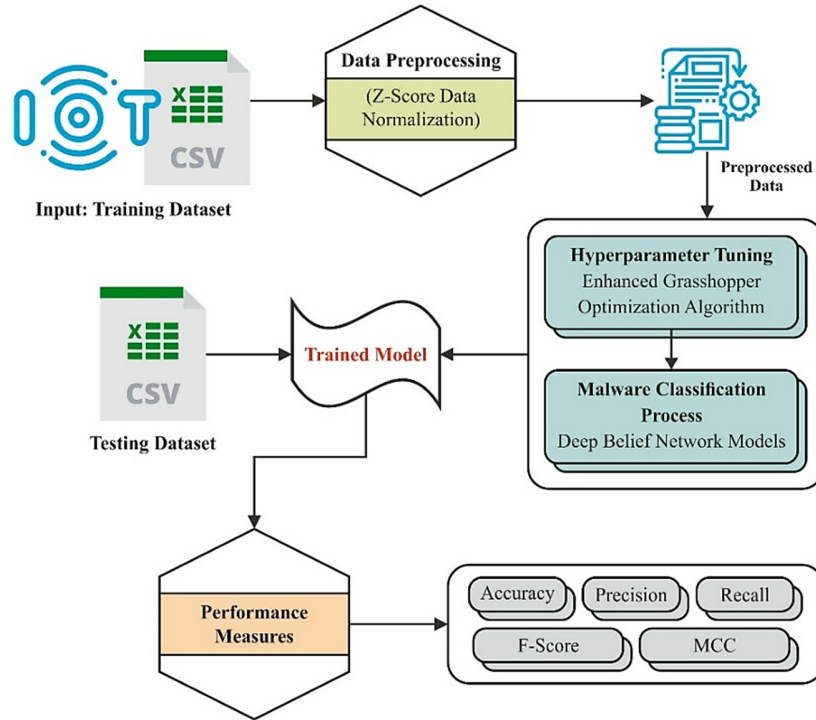 IOT
X
CSV
Input: Training Dataset
Data Preprocessing
(Z-Score Data
Normalization)
Preprocessed
Data
Hyperparameter Tuning
Enhanced Grasshopper
Optimization Algorithm
Malware Classification
Process
Deep Belief Network Models
Trained Model
X
CSV
Testing Dataset
Performance
Measures
Accuracy
Precision
Recall
F-Score
MCC